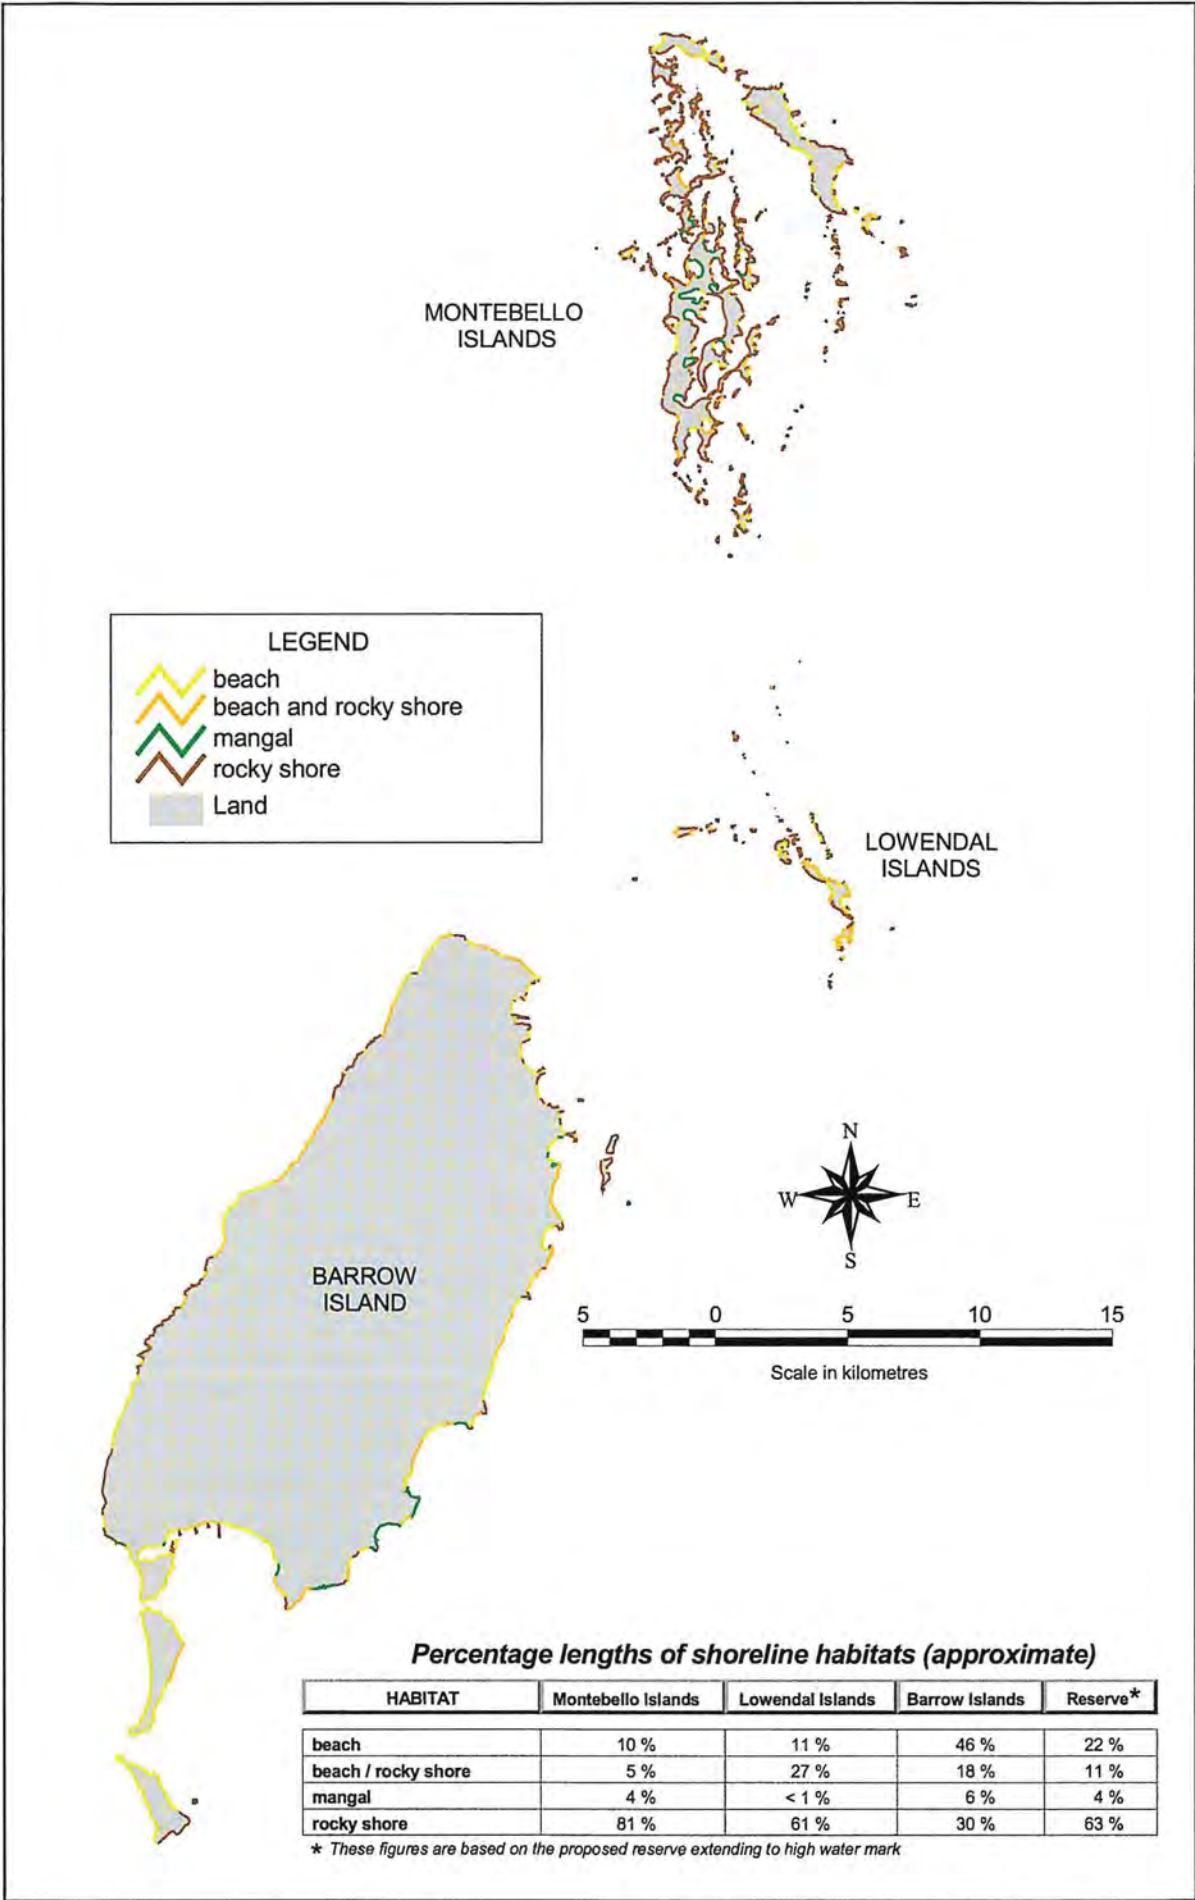 MONTEBELLO
ISLANDS
LEGEND
beach
beach and rocky shore
mangal
rocky shore
Land
LOWENDAL
ISLANDS
N
W E
S
BARROW
ISLAND
5 0 5 10 15
Scale in kilometres
Percentage lengths of shoreline habitats (approximate)
HABITAT Montebello Islands Lowendal Islands Barrow Islands Reserve*
beach 10 % 11 % 46 % 22 %
beach / rocky shore 5 % 27 % 18 % 11 %
mangal 4 % < 1 % 6 % 4 %
rocky shore 81 % 61 % 30 % 63 %
* These figures are based on the proposed reserve extending to high water mark